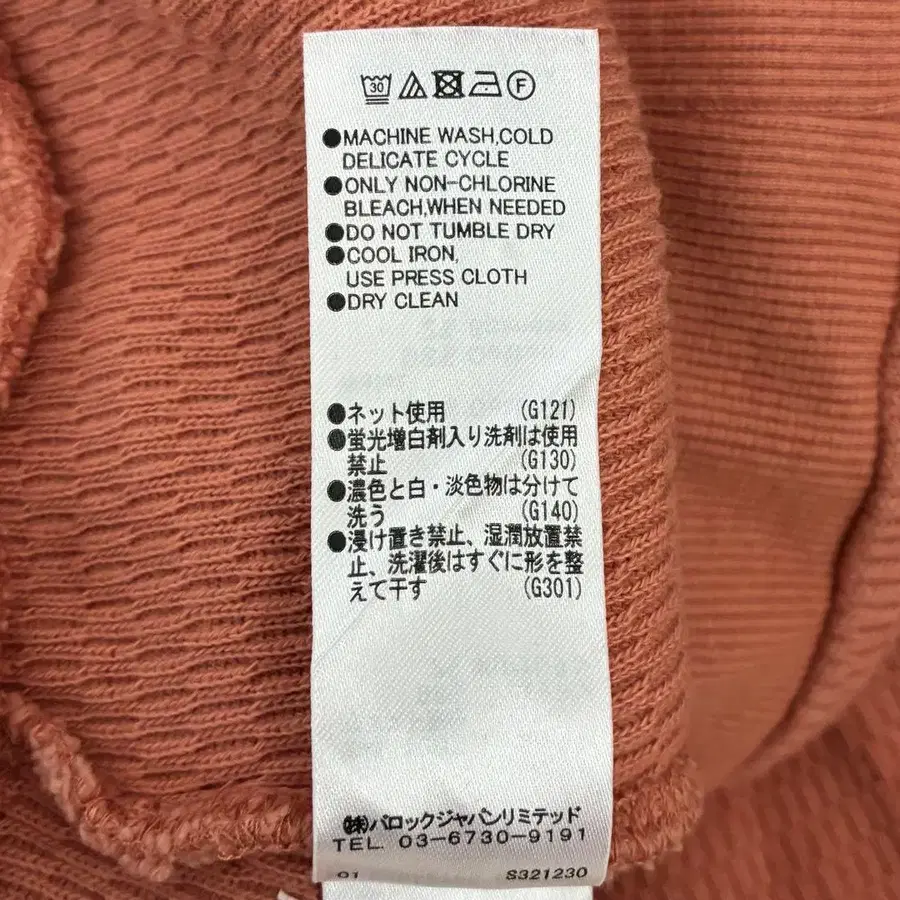 30 F
●MACHINE WASH,COLD
DELICATE CYCLE
●ONLY NON-CHLORINE
BLEACH,WHEN NEEDED
●DO NOT TUMBLE DRY
●COOL IRON,
USE PRESS CLOTH
●DRY CLEAN
●ネット使用 (G121)
●蛍光増白剤入り洗剤は使用
禁止 (G130)
●濃色と白・淡色物は分けて
洗う (G140)
●浸け置き禁止、湿潤放置禁
止、洗濯後はすぐに形を整
えて干す (G301)
㈱バロックジャパンリミテッド
TEL. 03-6730-9191
01 S321230